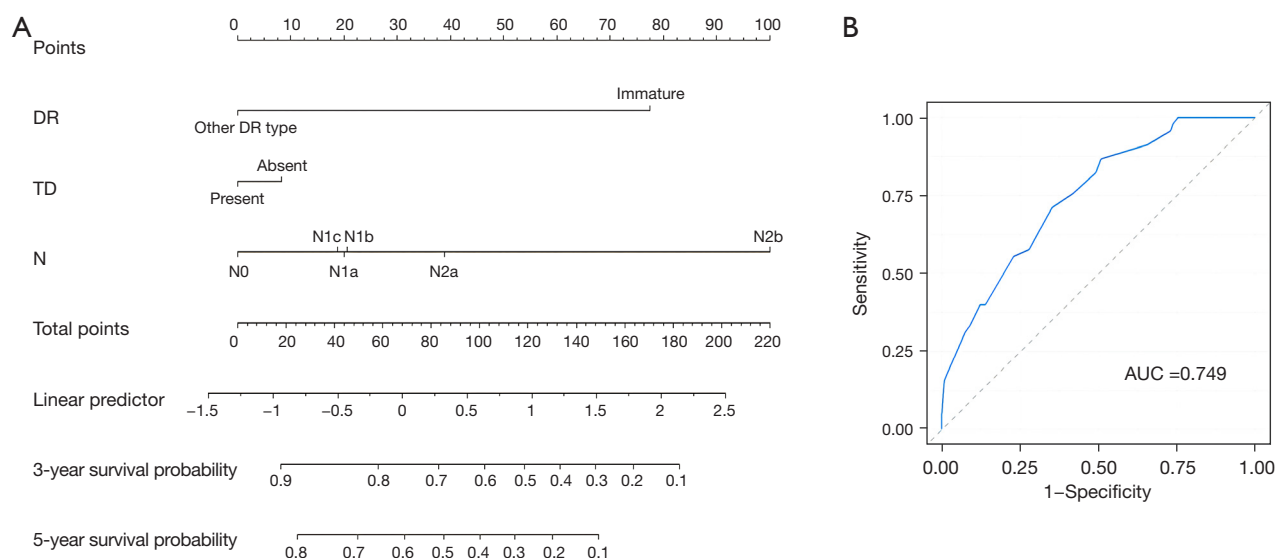 A
0 10 20 30 40 50 60 70 80 90 100
Points
Immature
DR
Other DR type
Absent
TD
Present
N1c N1b N2b
N
N0 N1a N2a
Total points
0 20 40 60 80 100 120 140 160 180 200 220
Linear predictor
−1.5 −1 −0.5 0 0.5 1 1.5 2 2.5
3-year survival probability
0.9 0.8 0.7 0.6 0.5 0.4 0.3 0.2 0.1
5-year survival probability
0.8 0.7 0.6 0.5 0.4 0.3 0.2 0.1
B
1.00
0.75
0.50
0.25
0.00
Sensitivity
AUC =0.749
0.00 0.25 0.50 0.75 1.00
1−Specificity